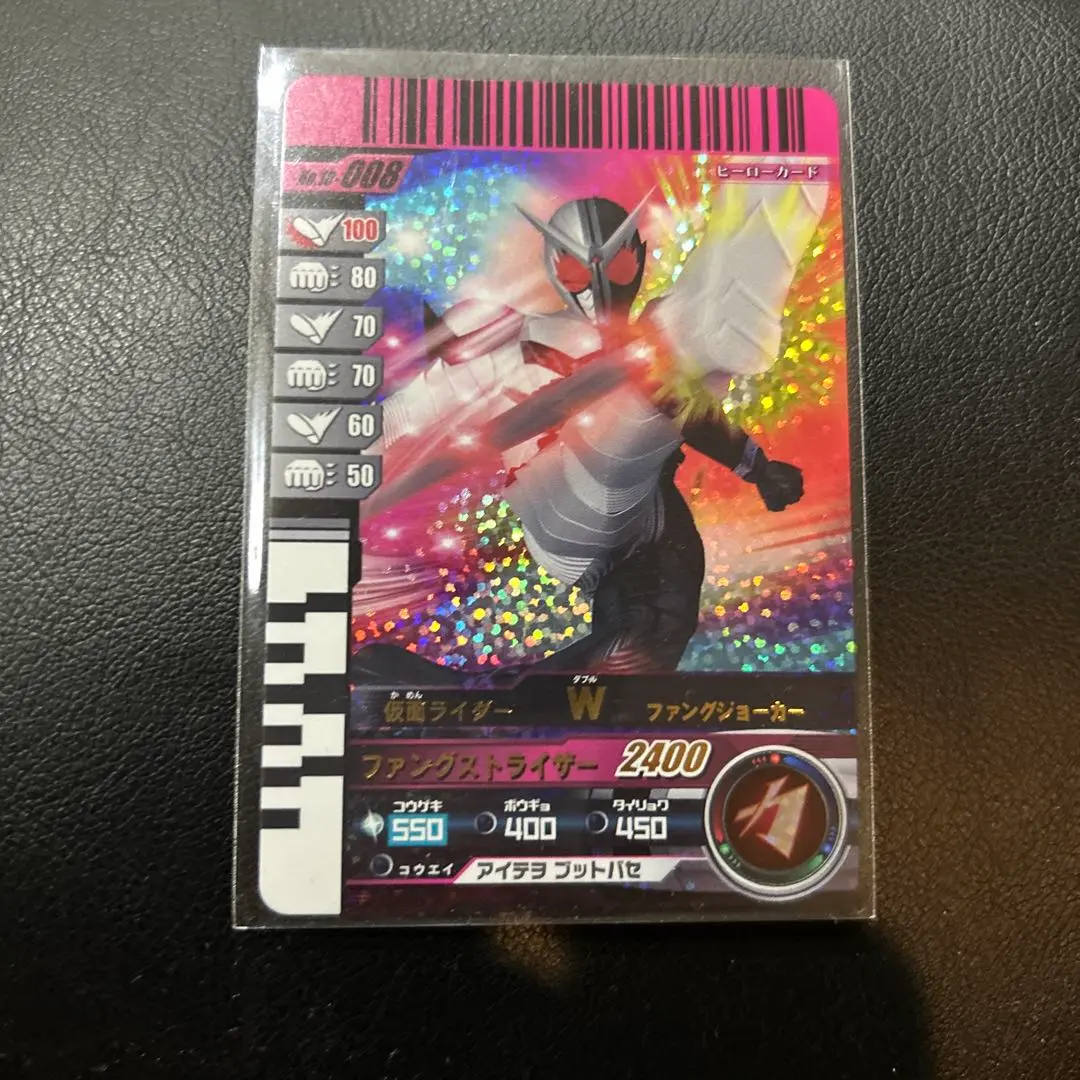 No.10-008
ヒーローカード
100
80
70
70
60
50
かめん ダブル
仮面ライダー W ファングジョーカー
ファングストライザー 2400
コウゲキ ボウギョ タイリョク
550 400 450
コウエイ アイテヲ ブットバセ
カ